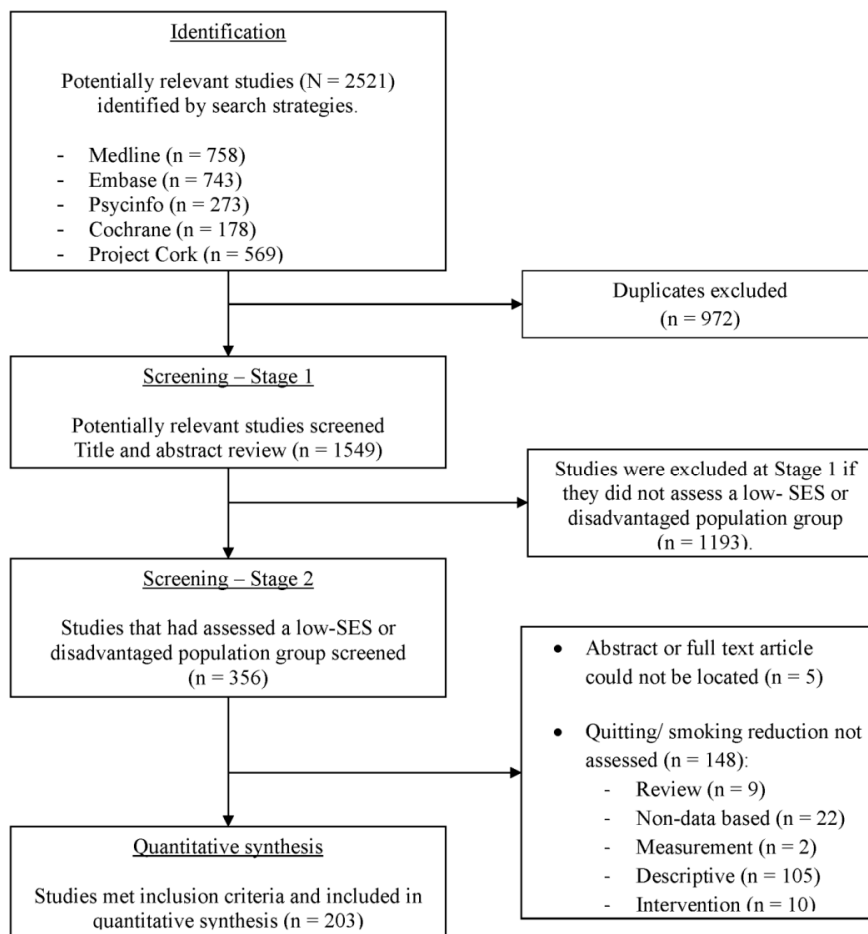 Identification
Potentially relevant studies (N = 2521)
identified by search strategies.
- Medline (n = 758)
- Embase (n = 743)
- Psycinfo (n = 273)
- Cochrane (n = 178)
- Project Cork (n = 569)
Duplicates excluded
(n = 972)
Screening – Stage 1
Potentially relevant studies screened
Title and abstract review (n = 1549)
Studies were excluded at Stage 1 if
they did not assess a low- SES or
disadvantaged population group
(n = 1193).
Screening – Stage 2
Studies that had assessed a low-SES or
disadvantaged population group screened
(n = 356)
• Abstract or full text article
could not be located (n = 5)
• Quitting/ smoking reduction not
assessed (n = 148):
- Review (n = 9)
- Non-data based (n = 22)
- Measurement (n = 2)
- Descriptive (n = 105)
- Intervention (n = 10)
Quantitative synthesis
Studies met inclusion criteria and included in
quantitative synthesis (n = 203)